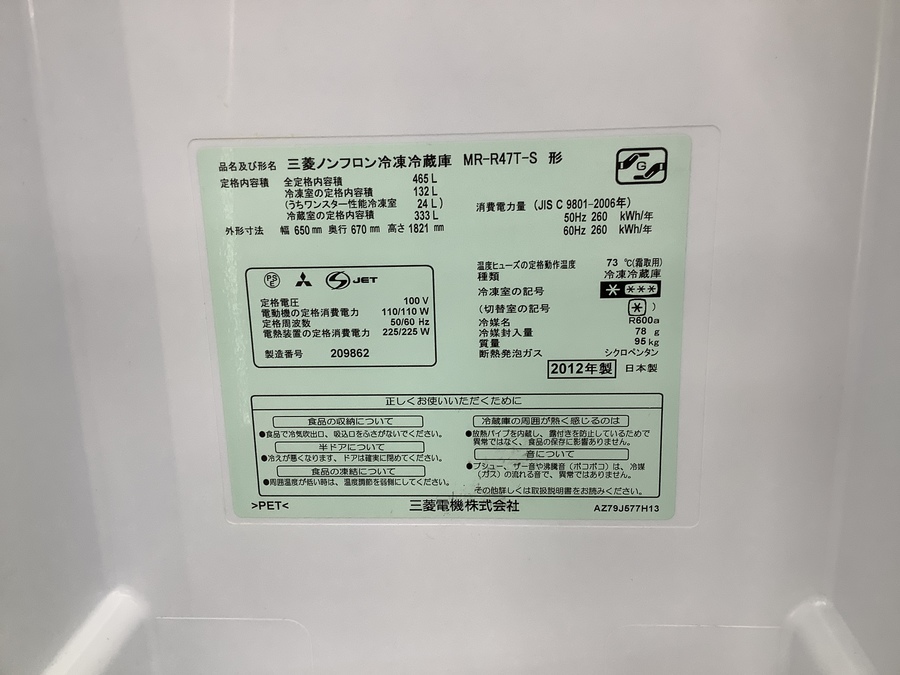 品名及び形名 三菱ノンフロン冷凍冷蔵庫 MR-R47T-S 形
定格内容積 全定格内容積 465 L
冷凍室の定格内容積 132 L
(うちワンスター性能冷凍室 24 L)
冷蔵室の定格内容積 333 L
外形寸法 幅 650 mm 奥行 670 mm 高さ 1821 mm
G
消費電力量 (JIS C 9801-2006年)
50Hz 260 kWh/年
60Hz 260 kWh/年
PS E JET
定格電圧 100 V
電動機の定格消費電力 110/110 W
定格周波数 50/60 Hz
電熱装置の定格消費電力 225/225 W
製造番号 209862
温度ヒューズの定格動作温度 73 ℃(霜取用)
種類 冷凍冷蔵庫
冷凍室の記号
(切替室の記号 )
冷媒名 R600a
冷媒封入量 78 g
質量 95 kg
断熱発泡ガス シクロペンタン
2012年製 日本製
正しくお使いいただくために
食品の収納について
●食品で冷気吹出口、吸込口をふさがないでください。
半ドアについて
●冷えが悪くなります、ドアは確実に閉めてください。
食品の凍結について
●周囲温度が低い時は、温度調節を弱側にしてください。
冷蔵庫の周囲が熱く感じるのは
●放熱パイプを内蔵し、露付きを防止しているためで
異常ではなく、食品の保存に影響ありません。
音について
●プシュー、ザー音や沸騰音(ポコポコ)は、冷媒
(ガス)の流れる音で、異常ではありません。
その他詳しくは取扱説明書をお読みください。
>PET< 三菱電機株式会社 AZ79J577H13